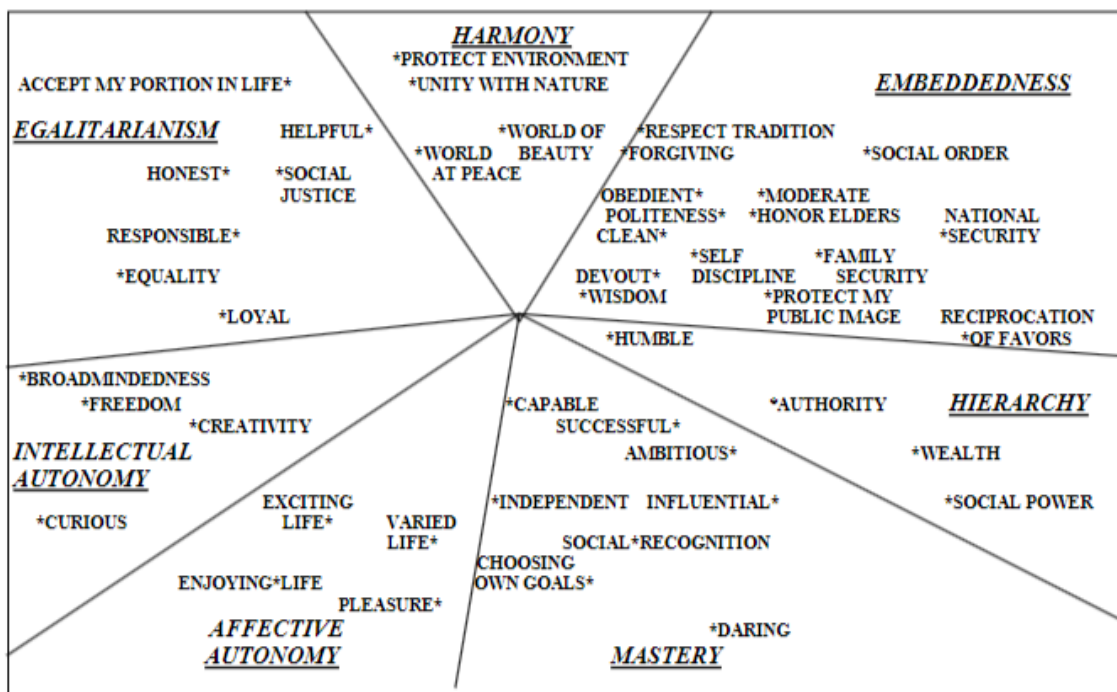 HARMONY
*PROTECT ENVIRONMENT
*UNITY WITH NATURE
*WORLD OF
BEAUTY
*WORLD
AT PEACE
ACCEPT MY PORTION IN LIFE*
EGALITARIANISM
HELPFUL*
HONEST*
*SOCIAL
JUSTICE
RESPONSIBLE*
*EQUALITY
*LOYAL
EMBEDDEDNESS
*RESPECT TRADITION
*FORGIVING
*SOCIAL ORDER
OBEDIENT*
*MODERATE
POLITENESS*
*HONOR ELDERS
NATIONAL
*SECURITY
CLEAN*
*SELF
DISCIPLINE
*FAMILY
SECURITY
DEVOUT*
*WISDOM
*PROTECT MY
PUBLIC IMAGE
RECIPROCATION
*OF FAVORS
*HUMBLE
*AUTHORITY
HIERARCHY
*WEALTH
*SOCIAL POWER
*BROADMINDEDNESS
*FREEDOM
*CREATIVITY
INTELLECTUAL
AUTONOMY
*CURIOUS
EXCITING
LIFE*
VARIED
LIFE*
ENJOYING*LIFE
PLEASURE*
AFFECTIVE
AUTONOMY
*CAPABLE
SUCCESSFUL*
AMBITIOUS*
*INDEPENDENT
INFLUENTIAL*
SOCIAL*RECOGNITION
CHOOSING
OWN GOALS*
*DARING
MASTERY